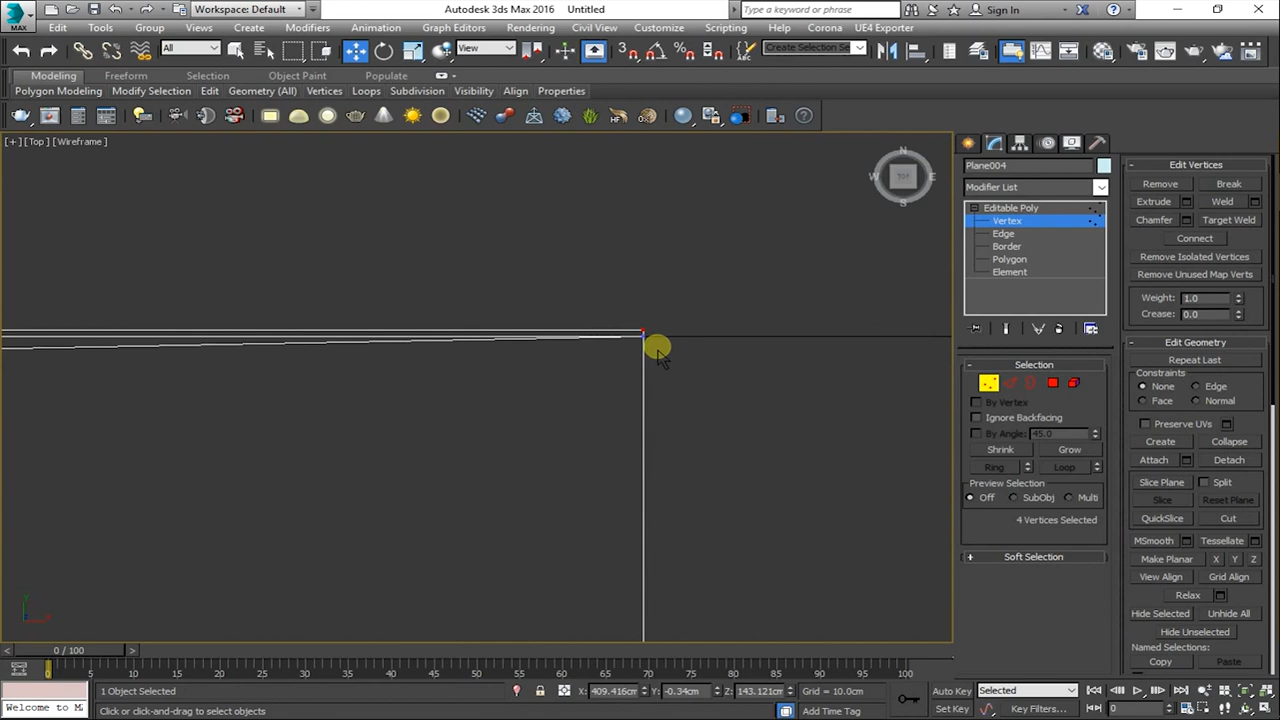 Workspace: Default
Autodesk 3ds Max 2016 Untitled
Type a keyword or phrase
Sign In
MAX
Edit Tools Group Views Create Modifiers Animation Graph Editors Rendering Civil View Customize Scripting Help Corona UE4 Exporter
All
View
Create Selection Se
Modeling Freeform Selection Object Paint Populate
Polygon Modeling Modify Selection Edit Geometry (All) Vertices Loops Subdivision Visibility Align Properties
[+] [Top] [Wireframe]
N
W TOP E
S
Plane004
Modifier List
Editable Poly
Vertex
Edge
Border
Polygon
Element
Selection
By Vertex
Ignore Backfacing
By Angle: 45.0
Shrink Grow
Ring Loop
Preview Selection
Off SubObj Multi
4 Vertices Selected
Soft Selection
Edit Vertices
Remove Break
Extrude Weld
Chamfer Target Weld
Connect
Remove Isolated Vertices
Remove Unused Map Verts
Weight: 1.0
Crease: 0.0
Edit Geometry
Repeat Last
Constraints
None Edge
Face Normal
Preserve UVs
Create Collapse
Attach Detach
Slice Plane Split
Slice Reset Plane
QuickSlice Cut
MSmooth Tessellate
Make Planar X Y Z
View Align Grid Align
Relax
Hide Selected Unhide All
Hide Unselected
Named Selections:
Copy Paste
< 0 / 100 >
0 5 10 15 20 25 30 35 40 45 50 55 60 65 70 75 80 85 90 95 100
1 Object Selected
X: 409.416cm Y: -0.34cm Z: 143.121cm Grid = 10.0cm
Auto Key Selected
Welcome to M
Click or click-and-drag to select objects
Add Time Tag
Set Key Key Filters... 0